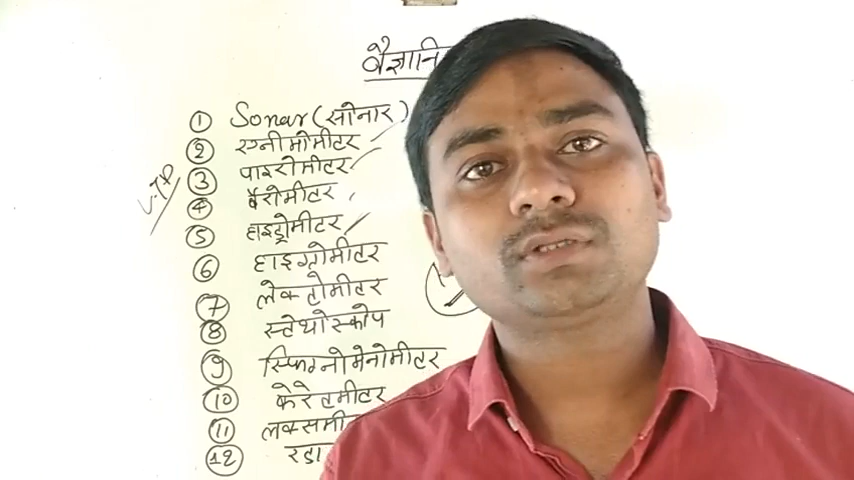 वैज्ञानि
① Sonar (सोनार)
② एनीमोमीटर
③ पाइरोमीटर
④ बैरोमीटर
⑤ हाइड्रोमीटर
⑥ हाइग्रोमीटर
⑦ लेक्टोमीटर
⑧ स्टेथोस्कोप
⑨ स्फिग्नोमेनोमीटर
⑩ केरेटमीटर
⑪ लक्समी
⑫ रडा